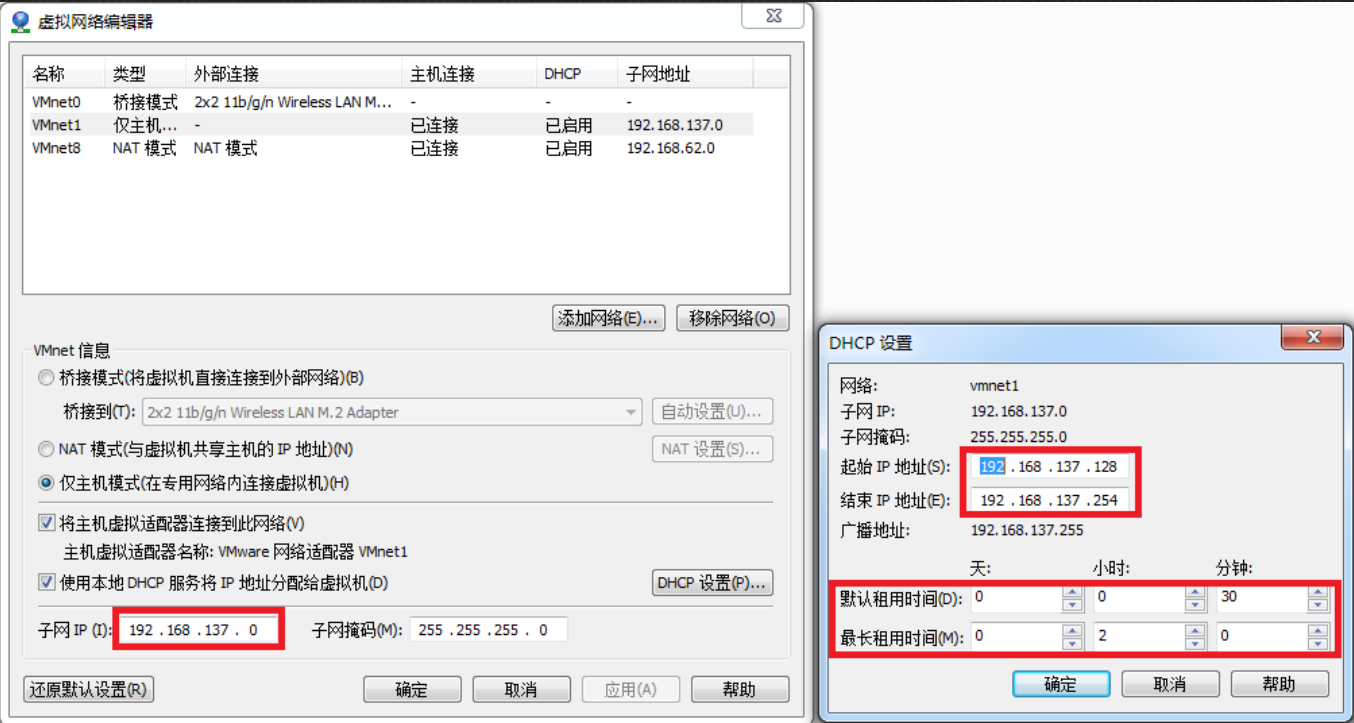 虚拟网络编辑器
名称 类型 外部连接 主机连接 DHCP 子网地址
VMnet0 桥接模式 2x2 11b/g/n Wireless LAN M... - - -
VMnet1 仅主机... - 已连接 已启用 192.168.137.0
VMnet8 NAT 模式 NAT 模式 已连接 已启用 192.168.62.0
添加网络(E)... 移除网络(O)
VMnet 信息
桥接模式(将虚拟机直接连接到外部网络)(B)
桥接到(T): 2x2 11b/g/n Wireless LAN M.2 Adapter 自动设置(U)...
NAT 模式(与虚拟机共享主机的 IP 地址)(N) NAT 设置(S)...
仅主机模式(在专用网络内连接虚拟机)(H)
将主机虚拟适配器连接到此网络(V)
主机虚拟适配器名称: VMware 网络适配器 VMnet1
使用本地 DHCP 服务将 IP 地址分配给虚拟机(D) DHCP 设置(P)...
子网 IP (I): 192 . 168 . 137 . 0 子网掩码(M): 255 . 255 . 255 . 0
还原默认设置(R) 确定 取消 应用(A) 帮助
DHCP 设置
网络: vmnet1
子网 IP: 192.168.137.0
子网掩码: 255.255.255.0
起始 IP 地址(S): 192 . 168 . 137 . 128
结束 IP 地址(E): 192 . 168 . 137 . 254
广播地址: 192.168.137.255
天: 小时: 分钟:
默认租用时间(D): 0 0 30
最长租用时间(M): 0 2 0
确定 取消 帮助